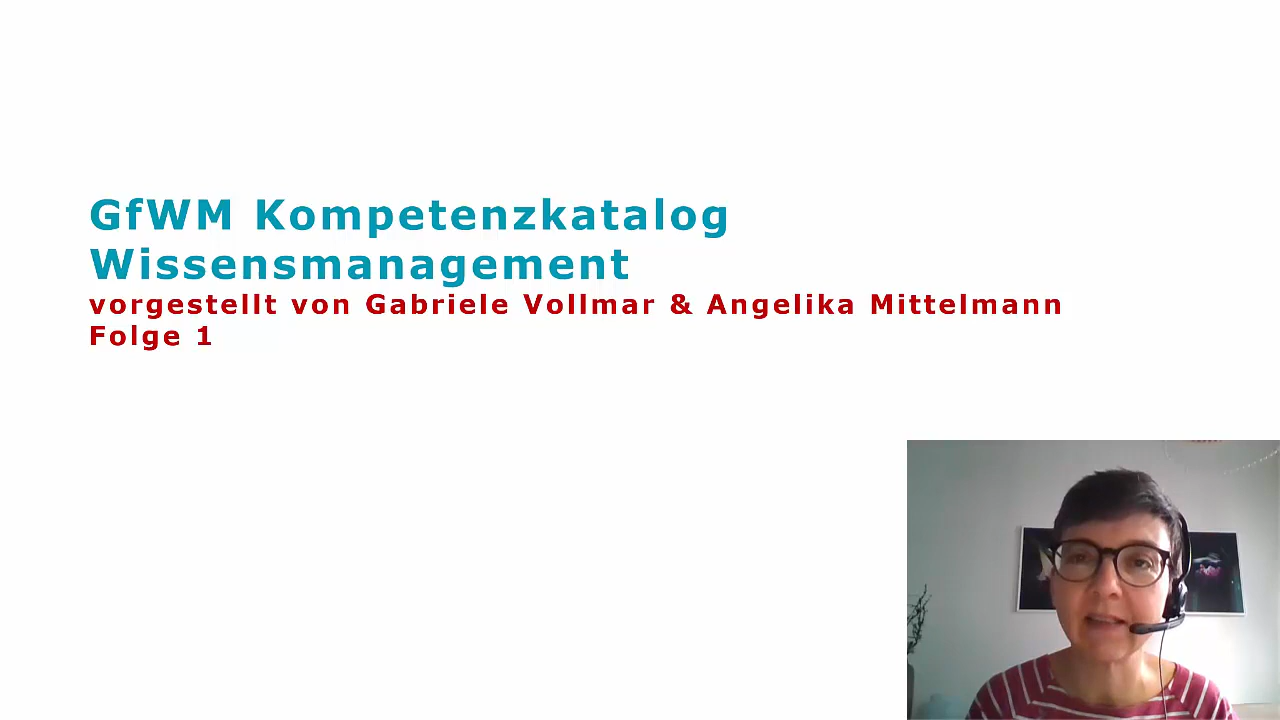 GfWM Kompetenzkatalog
Wissensmanagement
vorgestellt von Gabriele Vollmar & Angelika Mittelmann
Folge 1